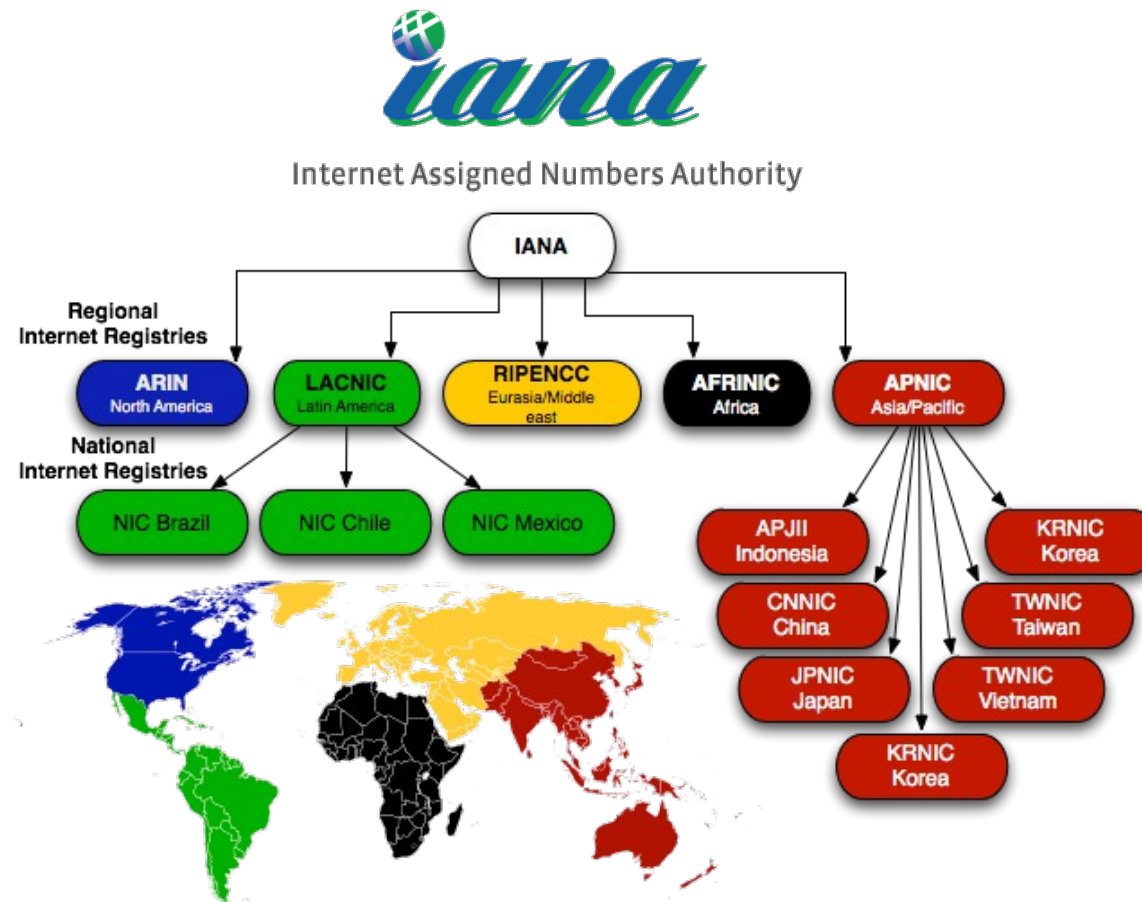 iana
Internet Assigned Numbers Authority
IANA
Regional
Internet Registries
ARIN
North America
LACNIC
Latin America
RIPENCC
Eurasia/Middle
east
AFRINIC
Africa
APNIC
Asia/Pacific
National
Internet Registries
NIC Brazil
NIC Chile
NIC Mexico
APJII
Indonesia
KRNIC
Korea
CNNIC
China
TWNIC
Taiwan
JPNIC
Japan
TWNIC
Vietnam
KRNIC
Korea